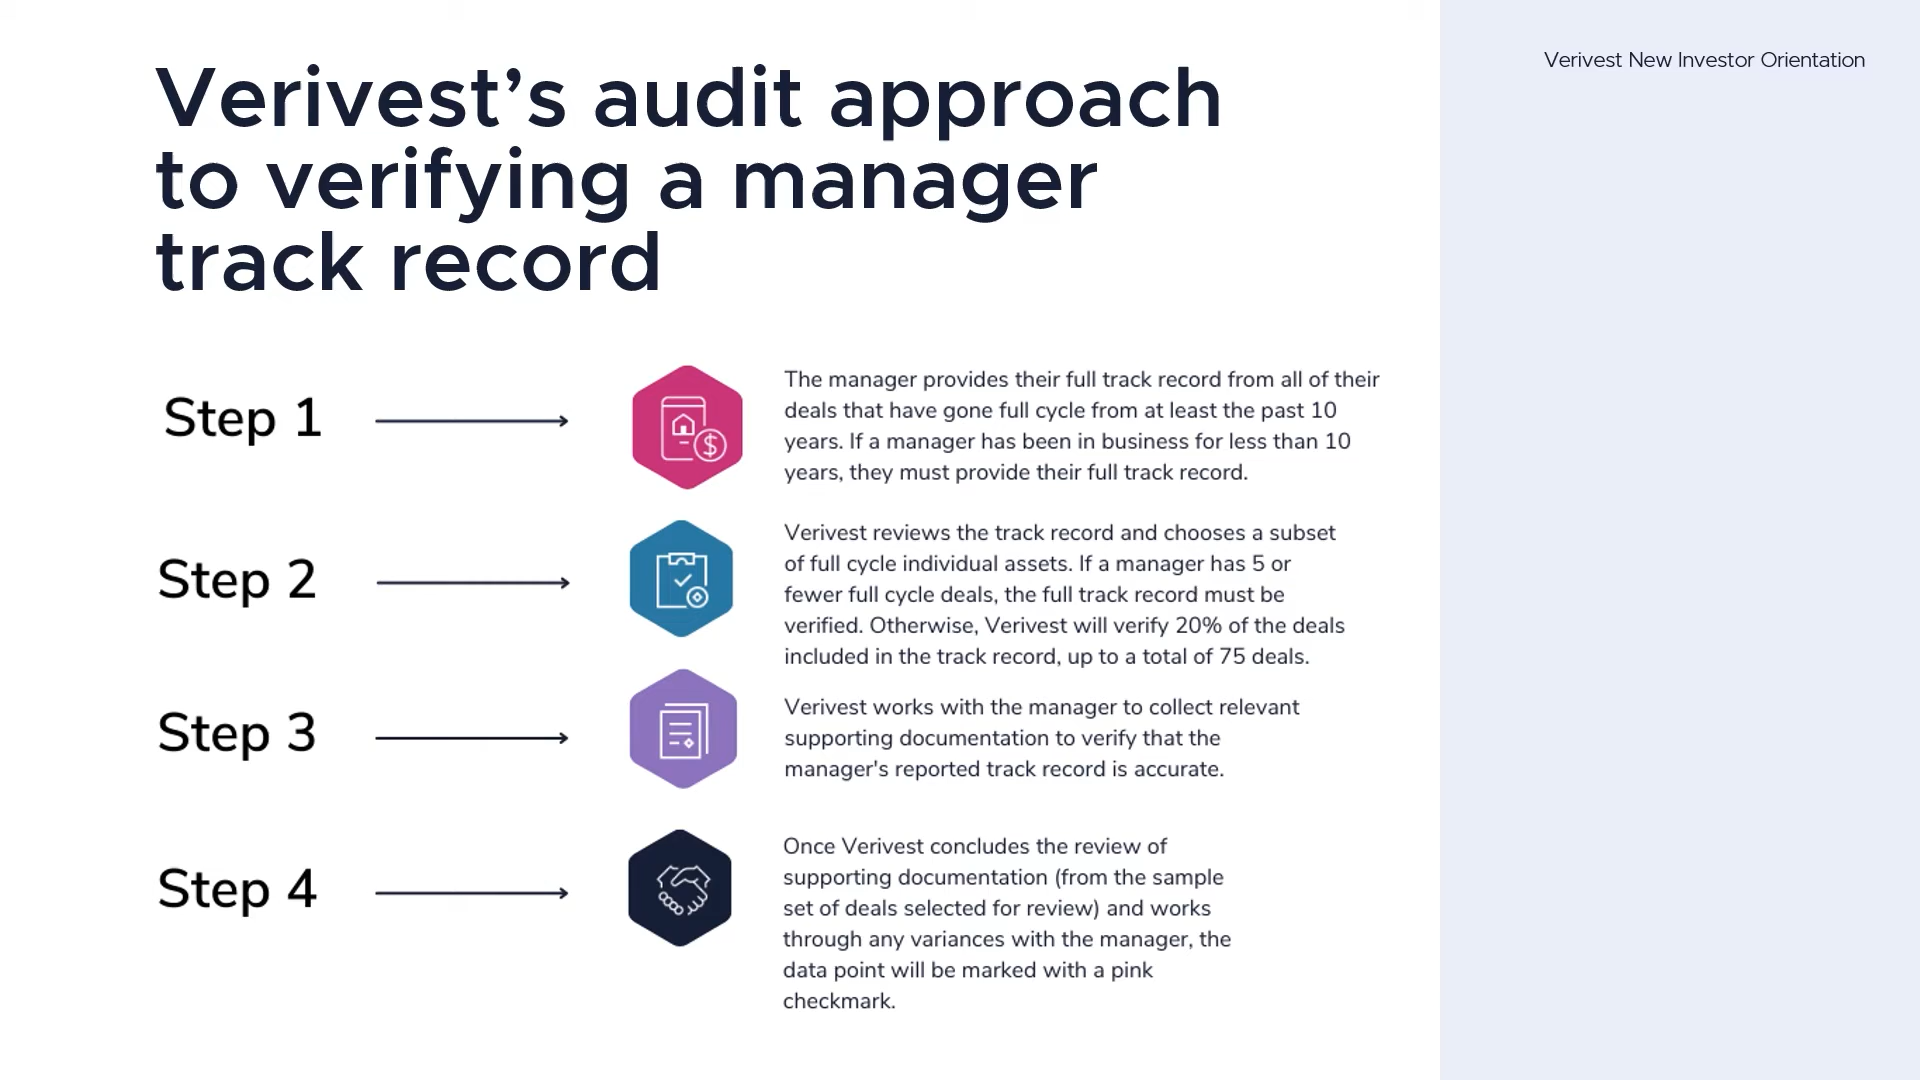 Verivest New Investor Orientation
Verivest’s audit approach
to verifying a manager
track record
Step 1
The manager provides their full track record from all of their
deals that have gone full cycle from at least the past 10
years. If a manager has been in business for less than 10
years, they must provide their full track record.
Step 2
Verivest reviews the track record and chooses a subset
of full cycle individual assets. If a manager has 5 or
fewer full cycle deals, the full track record must be
verified. Otherwise, Verivest will verify 20% of the deals
included in the track record, up to a total of 75 deals.
Step 3
Verivest works with the manager to collect relevant
supporting documentation to verify that the
manager's reported track record is accurate.
Step 4
Once Verivest concludes the review of
supporting documentation (from the sample
set of deals selected for review) and works
through any variances with the manager, the
data point will be marked with a pink
checkmark.